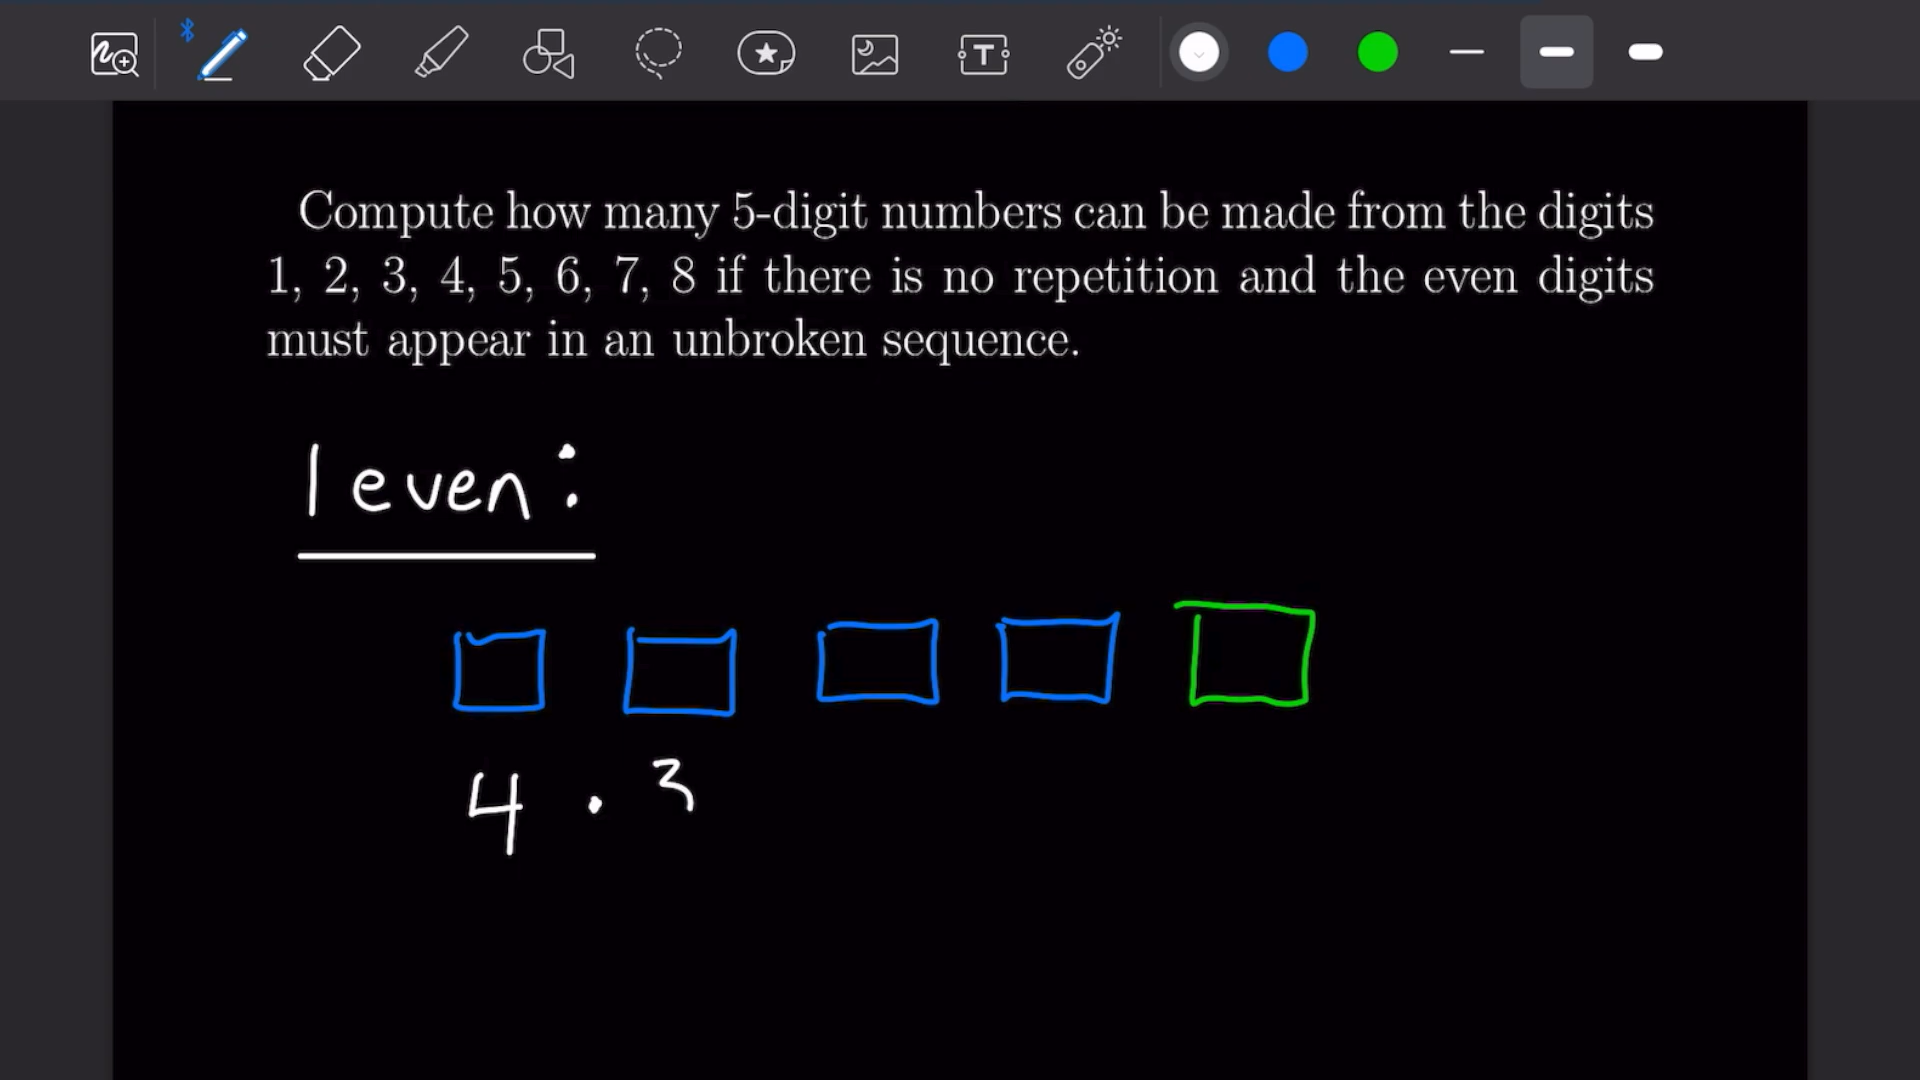 Compute how many 5-digit numbers can be made from the digits
1, 2, 3, 4, 5, 6, 7, 8 if there is no repetition and the even digits
must appear in an unbroken sequence.
1 even:
4 · 3